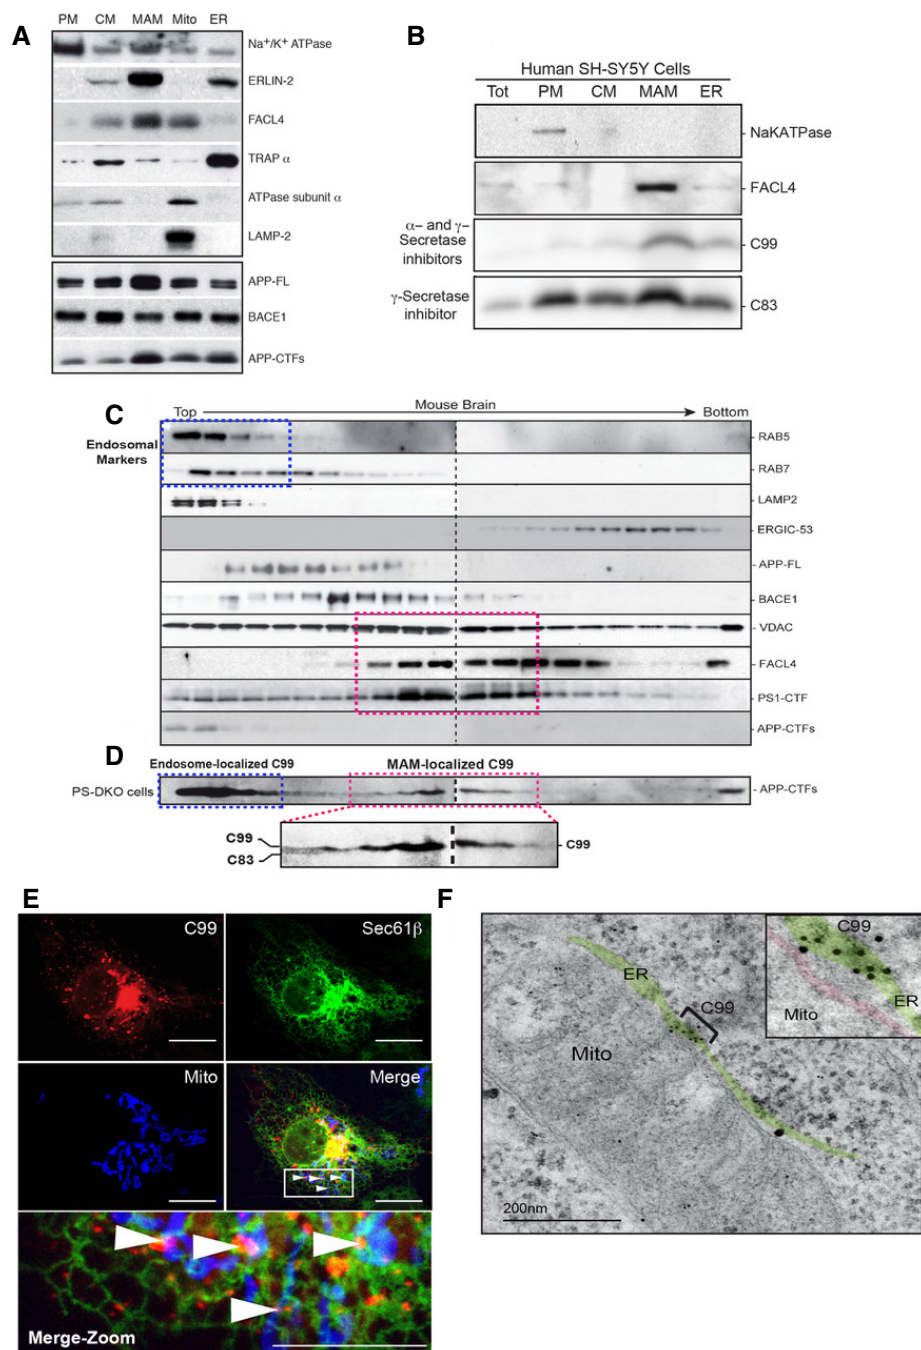 A
PM CM MAM Mito ER
Na⁺/K⁺ ATPase
ERLIN-2
FACL4
TRAP α
ATPase subunit α
LAMP-2
APP-FL
BACE1
APP-CTFs
B
Human SH-SY5Y Cells
Tot PM CM MAM ER
NaKATPase
FACL4
α– and γ–
Secretase
inhibitors
C99
γ-Secretase
inhibitor
C83
C
Top Mouse Brain Bottom
Endosomal
Markers
RAB5
RAB7
LAMP2
ERGIC-53
APP-FL
BACE1
VDAC
FACL4
PS1-CTF
APP-CTFs
D
Endosome-localized C99 MAM-localized C99
PS-DKO cells APP-CTFs
C99 C99
C83
E
C99 Sec61β
Mito Merge
Merge-Zoom
F
C99
ER
Mito
ER
C99
Mito
200nm